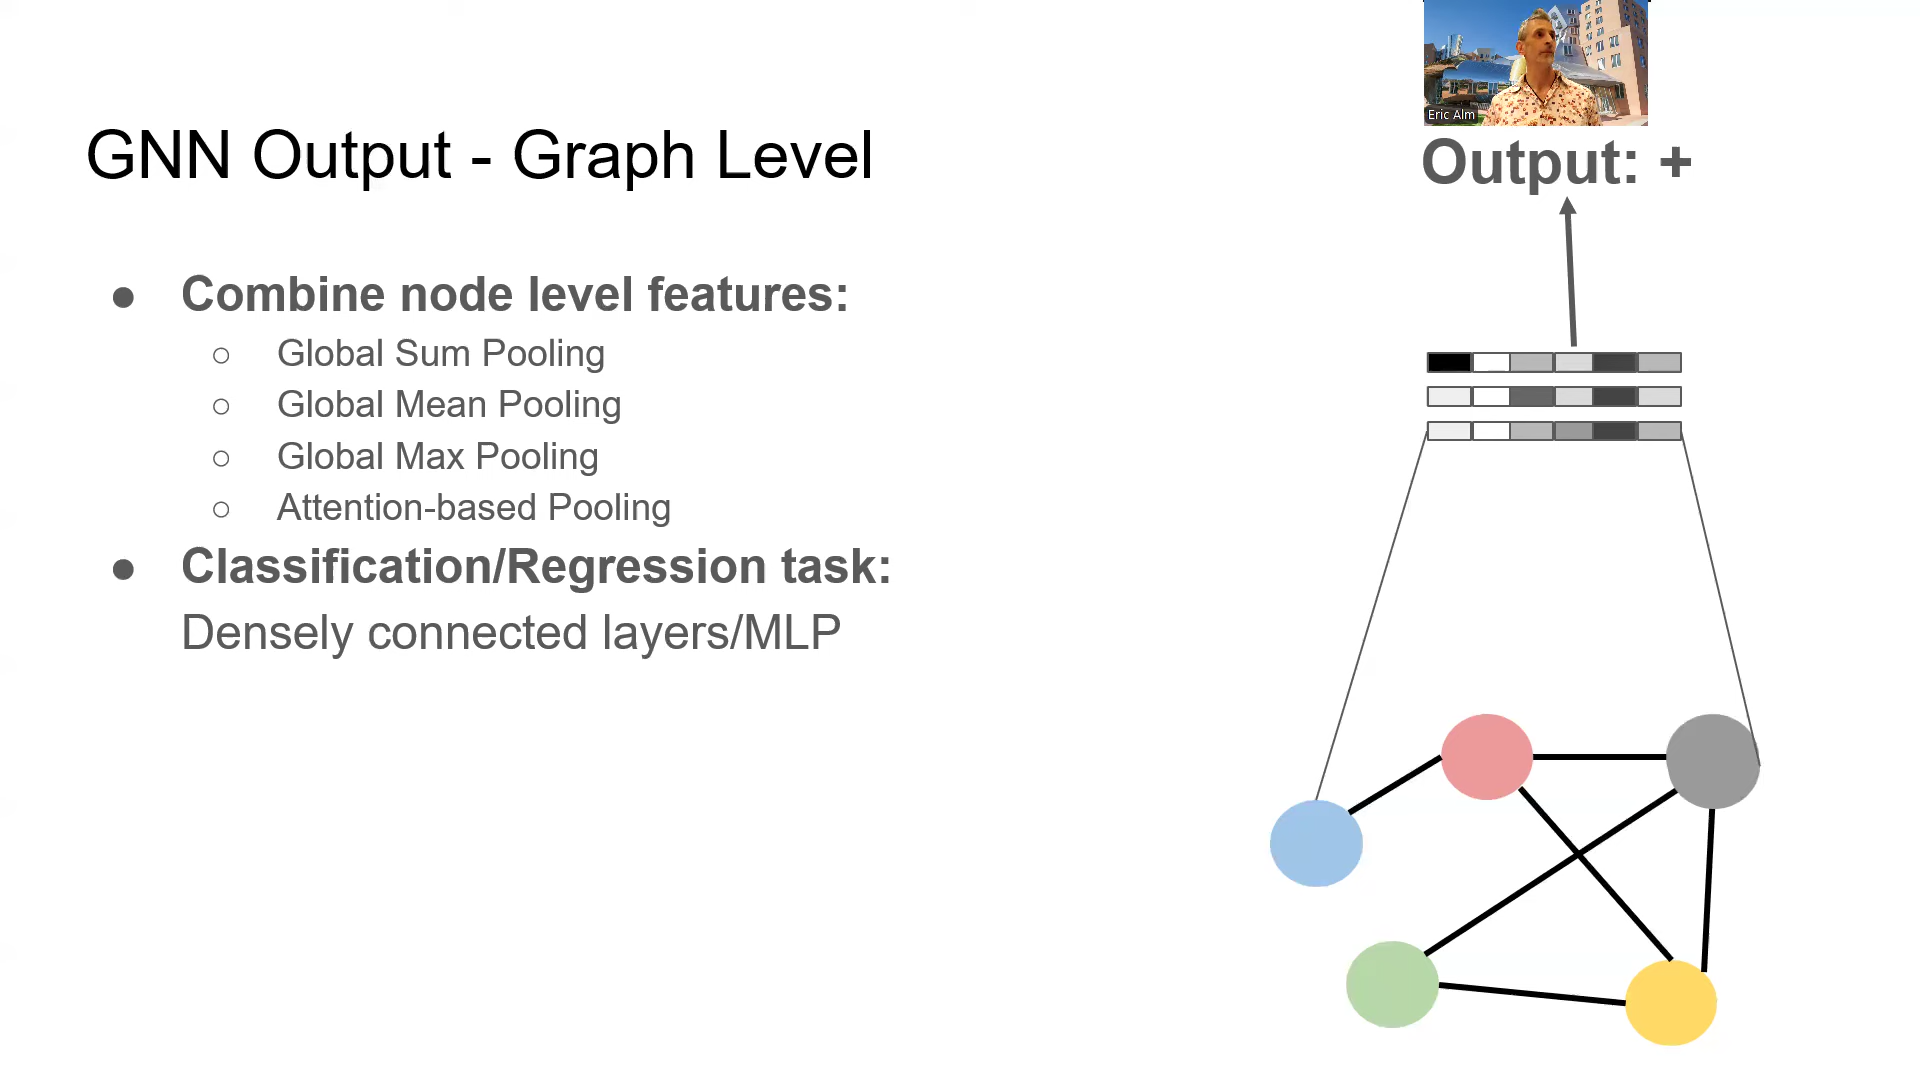 Eric Alm
GNN Output - Graph Level
Output: +
● Combine node level features:
○ Global Sum Pooling
○ Global Mean Pooling
○ Global Max Pooling
○ Attention-based Pooling
● Classification/Regression task:
Densely connected layers/MLP